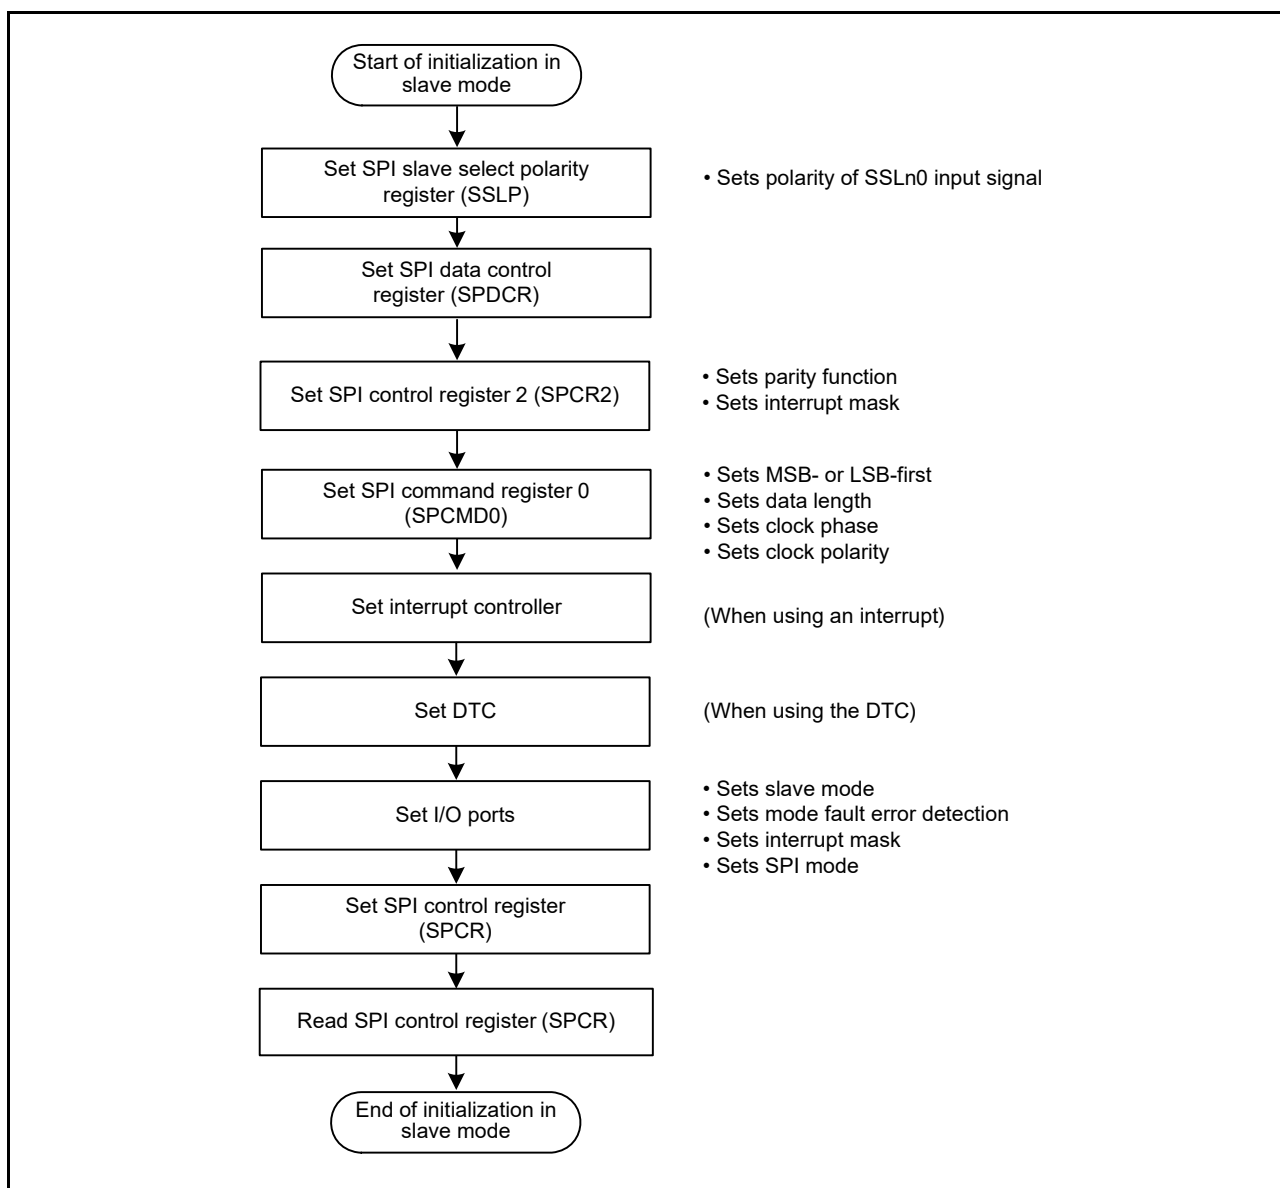 Start of initialization in
slave mode
Set SPI slave select polarity
register (SSLP)
• Sets polarity of SSLn0 input signal
Set SPI data control
register (SPDCR)
Set SPI control register 2 (SPCR2)
• Sets parity function
• Sets interrupt mask
Set SPI command register 0
(SPCMD0)
• Sets MSB- or LSB-first
• Sets data length
• Sets clock phase
• Sets clock polarity
Set interrupt controller
(When using an interrupt)
Set DTC
(When using the DTC)
Set I/O ports
• Sets slave mode
• Sets mode fault error detection
• Sets interrupt mask
• Sets SPI mode
Set SPI control register
(SPCR)
Read SPI control register (SPCR)
End of initialization in
slave mode